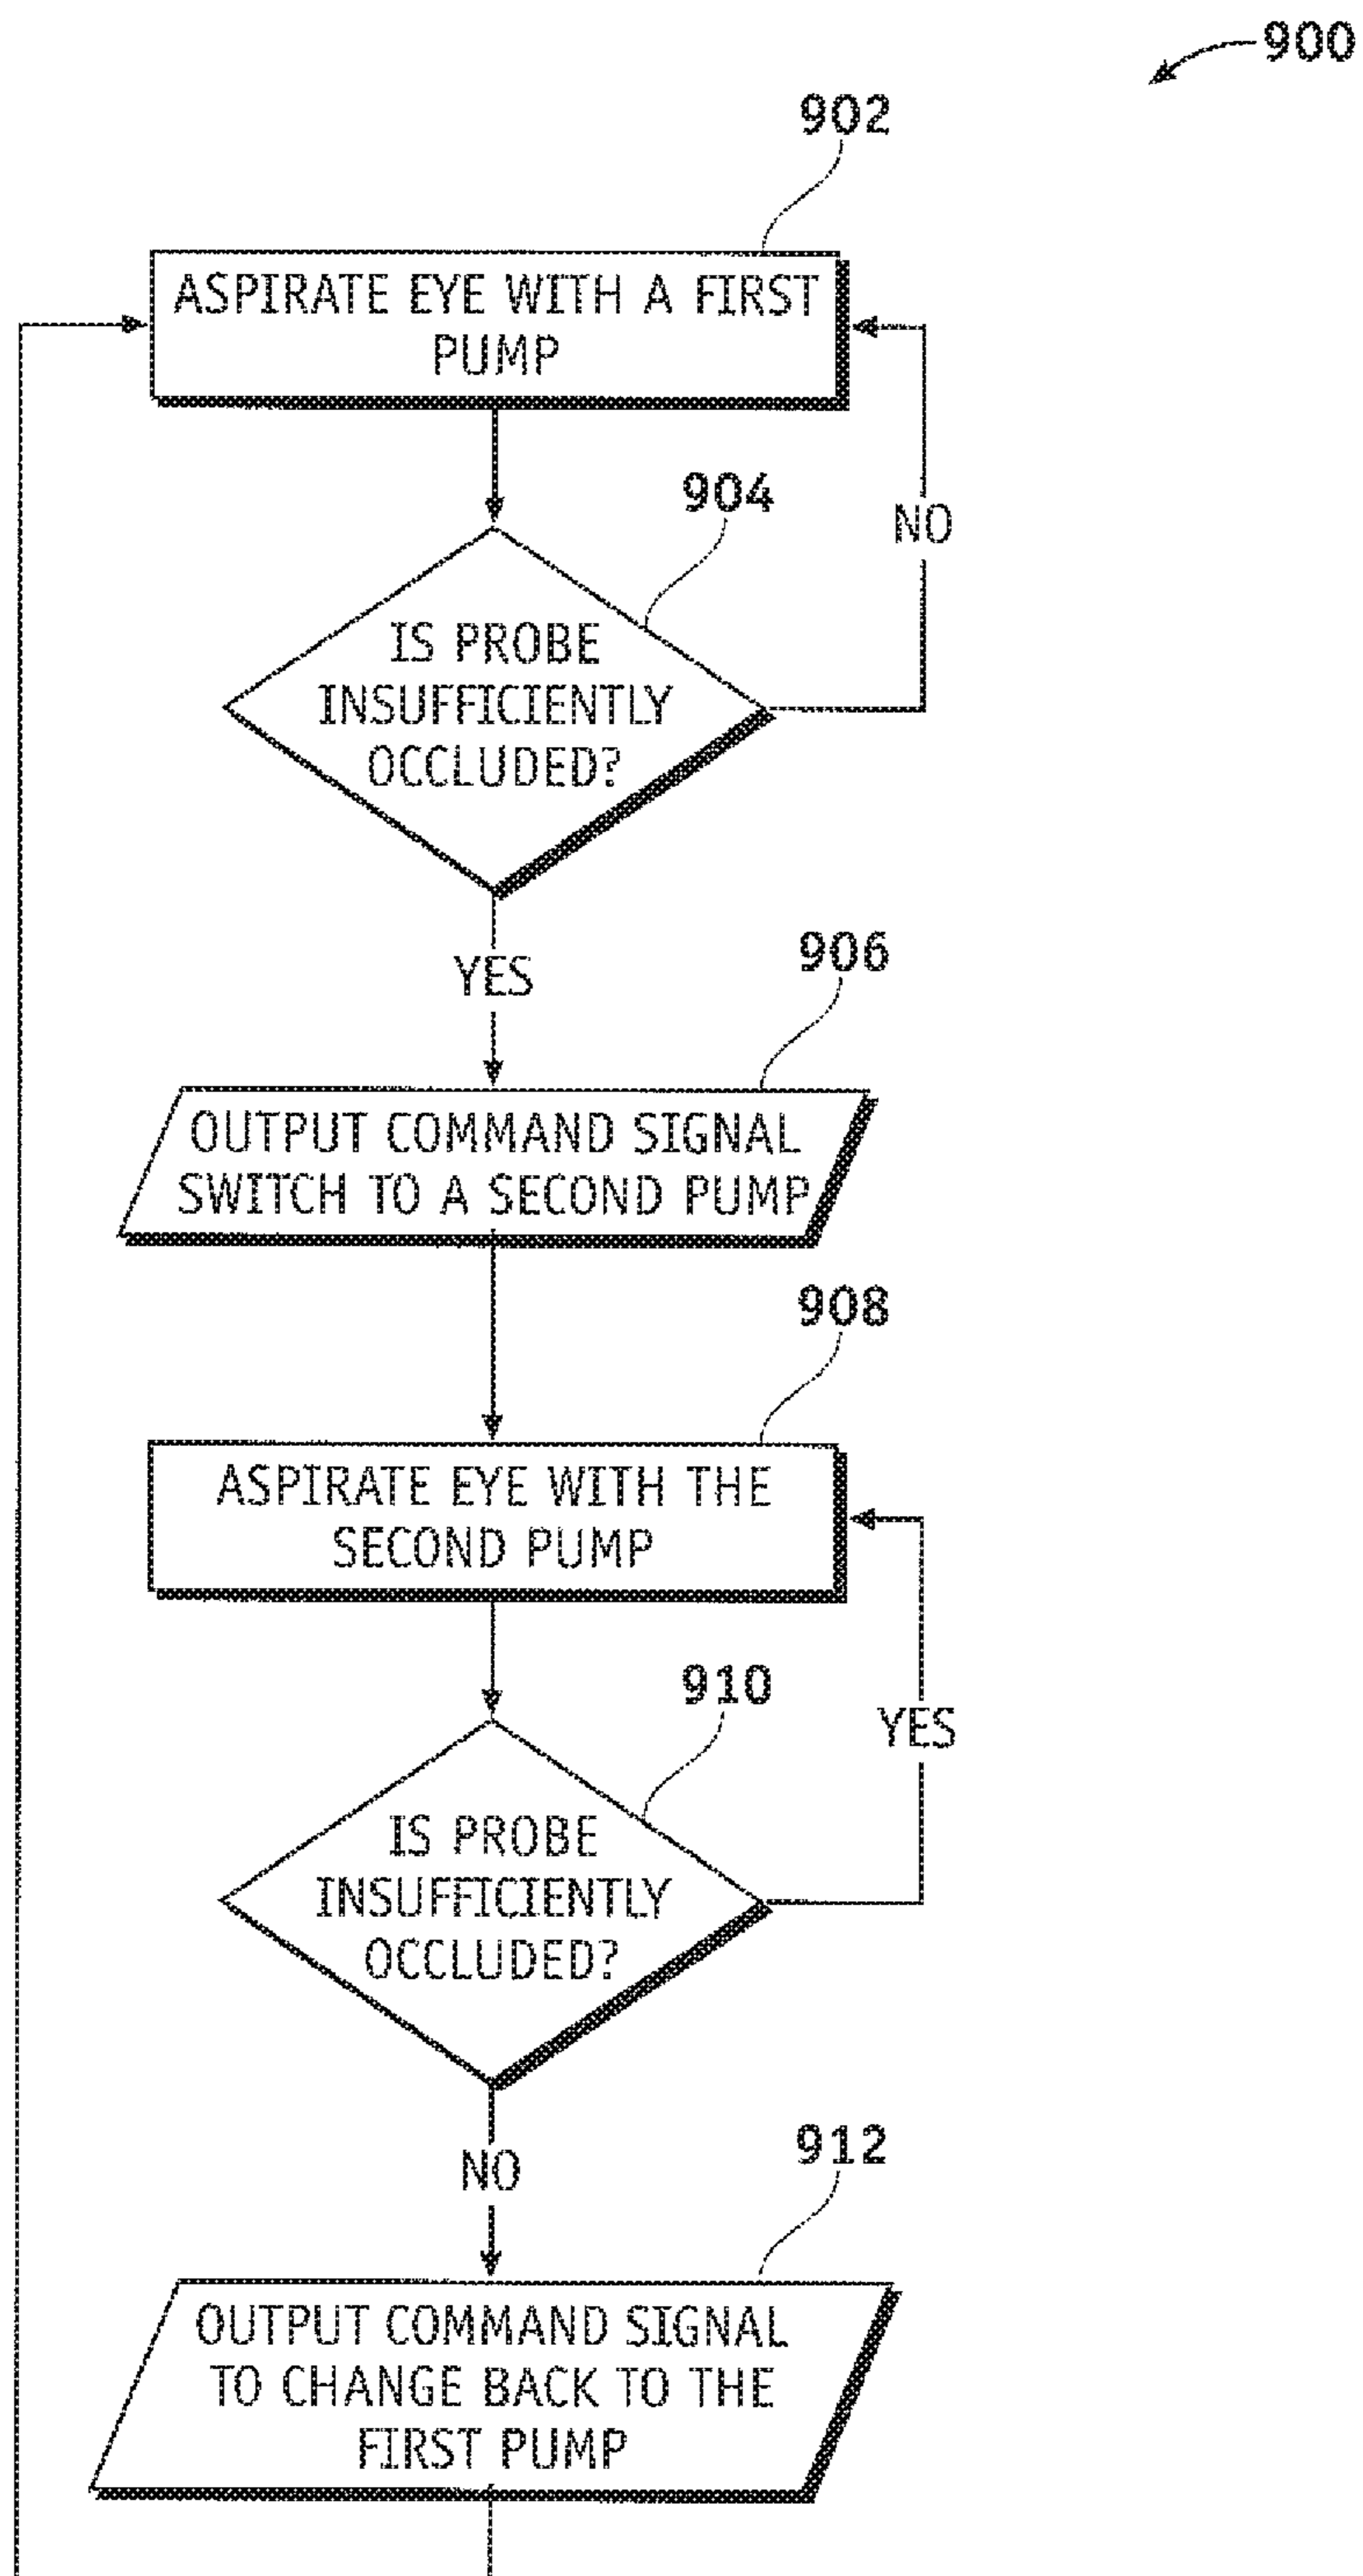 900
902
ASPIRATE EYE WITH A FIRST
PUMP
904
NO
IS PROBE
INSUFFICIENTLY
OCCLUDED?
YES
906
OUTPUT COMMAND SIGNAL
SWITCH TO A SECOND PUMP
908
ASPIRATE EYE WITH THE
SECOND PUMP
910
YES
IS PROBE
INSUFFICIENTLY
OCCLUDED?
NO
912
OUTPUT COMMAND SIGNAL
TO CHANGE BACK TO THE
FIRST PUMP